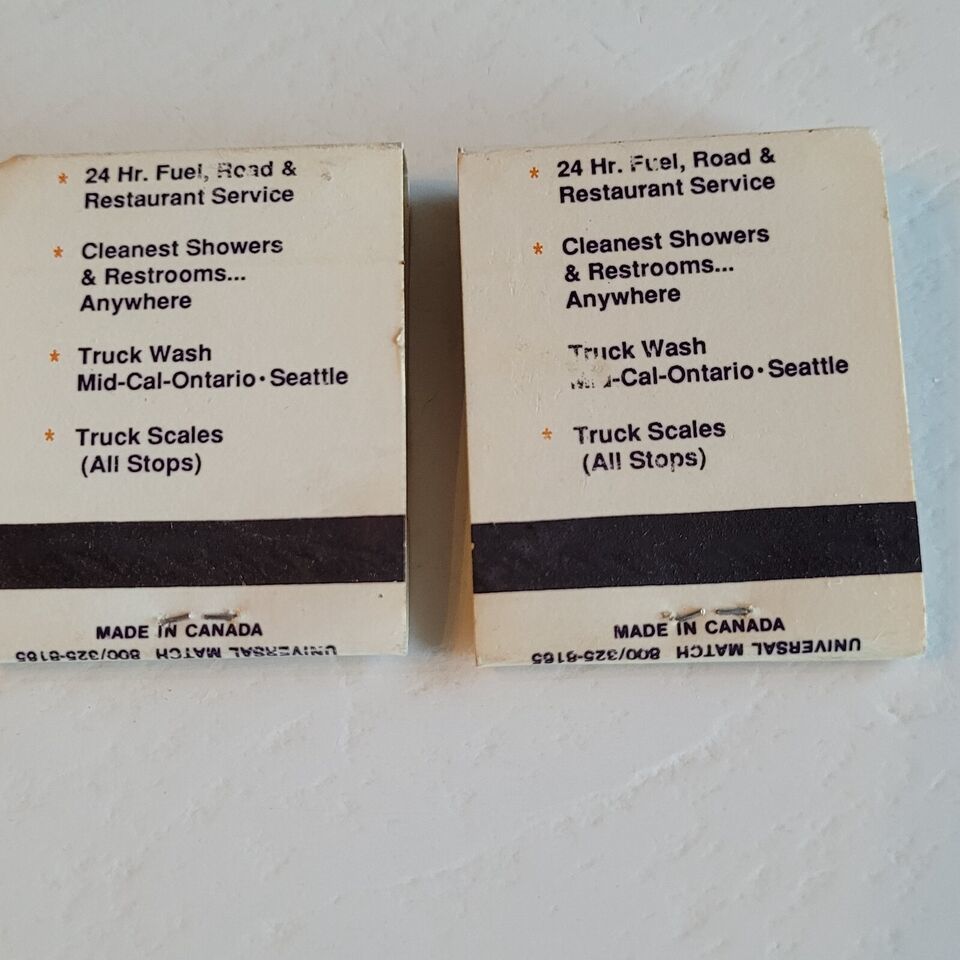 * 24 Hr. Fuel, Road &
Restaurant Service
* Cleanest Showers
& Restrooms...
Anywhere
* Truck Wash
Mid-Cal-Ontario•Seattle
* Truck Scales
(All Stops)
MADE IN CANADA
UNIVERSAL MATCH 800/325-8165
* 24 Hr. Fuel, Road &
Restaurant Service
* Cleanest Showers
& Restrooms...
Anywhere
Truck Wash
Mid-Cal-Ontario•Seattle
* Truck Scales
(All Stops)
MADE IN CANADA
UNIVERSAL MATCH 800/325-8165